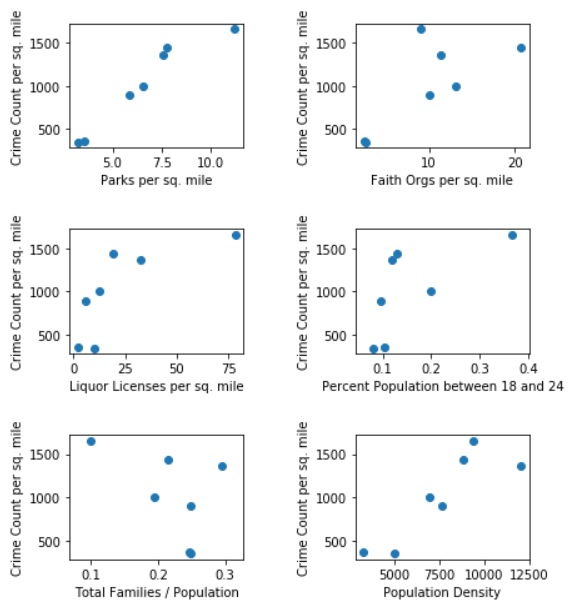 Crime Count per sq. mile
1500
1000
500
5.0 7.5 10.0
Parks per sq. mile
Crime Count per sq. mile
1500
1000
500
10 20
Faith Orgs per sq. mile
Crime Count per sq. mile
1500
1000
500
0 25 50 75
Liquor Licenses per sq. mile
Crime Count per sq. mile
1500
1000
500
0.1 0.2 0.3 0.4
Percent Population between 18 and 24
Crime Count per sq. mile
1500
1000
500
0.1 0.2 0.3
Total Families / Population
Crime Count per sq. mile
1500
1000
500
5000 7500 10000 12500
Population Density